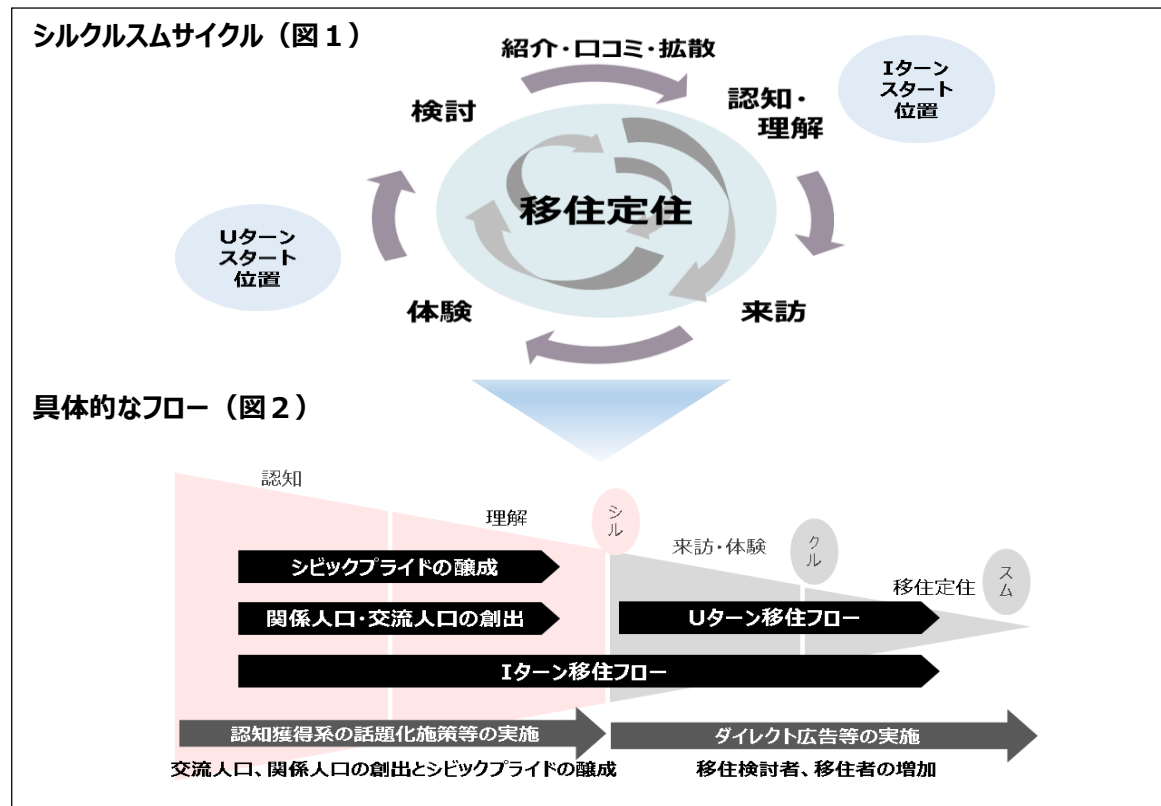 シルクルスムサイクル（図１）
紹介・口コミ・拡散
Iターン
スタート
位置
検討
認知・
理解
移住定住
Uターン
スタート
位置
体験
来訪
具体的なフロー（図２）
認知
理解
シル
来訪・体験
クル
移住定住
スム
シビックプライドの醸成
関係人口・交流人口の創出
Uターン移住フロー
Iターン移住フロー
認知獲得系の話題化施策等の実施
ダイレクト広告等の実施
交流人口、関係人口の創出とシビックプライドの醸成
移住検討者、移住者の増加